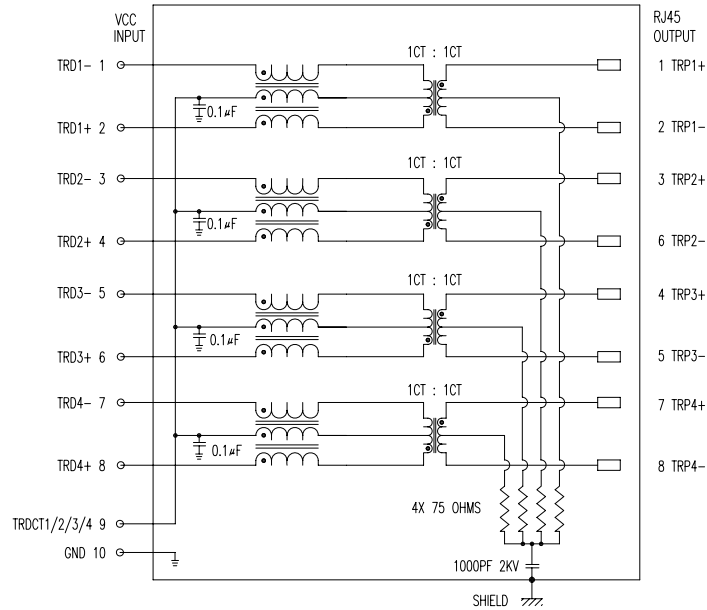 VCC
INPUT
RJ45
OUTPUT
1CT : 1CT
TRD1- 1
1 TRP1+
0.1µF
TRD1+ 2
2 TRP1-
1CT : 1CT
TRD2- 3
3 TRP2+
0.1µF
TRD2+ 4
6 TRP2-
1CT : 1CT
TRD3- 5
4 TRP3+
0.1µF
TRD3+ 6
5 TRP3-
1CT : 1CT
TRD4- 7
7 TRP4+
0.1µF
TRD4+ 8
8 TRP4-
4X 75 OHMS
TRDCT1/2/3/4 9
GND 10
1000PF 2KV
SHIELD